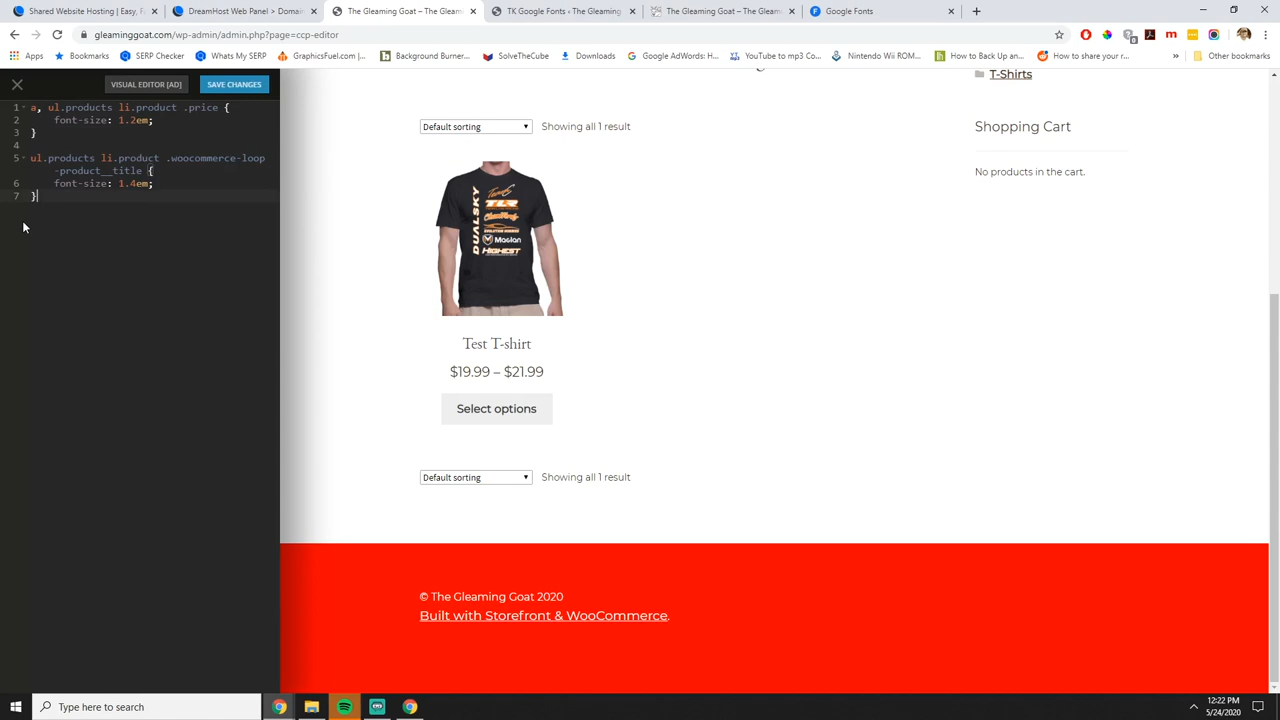 Shared Website Hosting | Easy, F
DreamHost Web Panel > Domain
The Gleaming Goat – The Gleam
TK Google Fonts ‹ WooCommerce
The Gleaming Goat – The Gleam
Google Fonts
gleaminggoat.com/wp-admin/admin.php?page=ccp-editor
Apps
Bookmarks
SERP Checker
Whats My SERP
GraphicsFuel.com |...
Background Burner...
SolveTheCube
Downloads
Google AdWords: H...
YouTube to mp3 Co...
Nintendo Wii ROM...
How to Back Up an...
How to share your r...
Other bookmarks
VISUAL EDITOR [AD]
SAVE CHANGES
1 a, ul.products li.product .price {
2 font-size: 1.2em;
3 }
4
5 ul.products li.product .woocommerce-loop
-product__title {
6 font-size: 1.4em;
7 }
T-Shirts
Default sorting
Showing all 1 result
Shopping Cart
No products in the cart.
DUALSKY
TLR
Maclan
HIGHEST
Test T-shirt
$19.99 – $21.99
Select options
Default sorting
Showing all 1 result
© The Gleaming Goat 2020
Built with Storefront & WooCommerce.
Type here to search
12:22 PM
5/24/2020